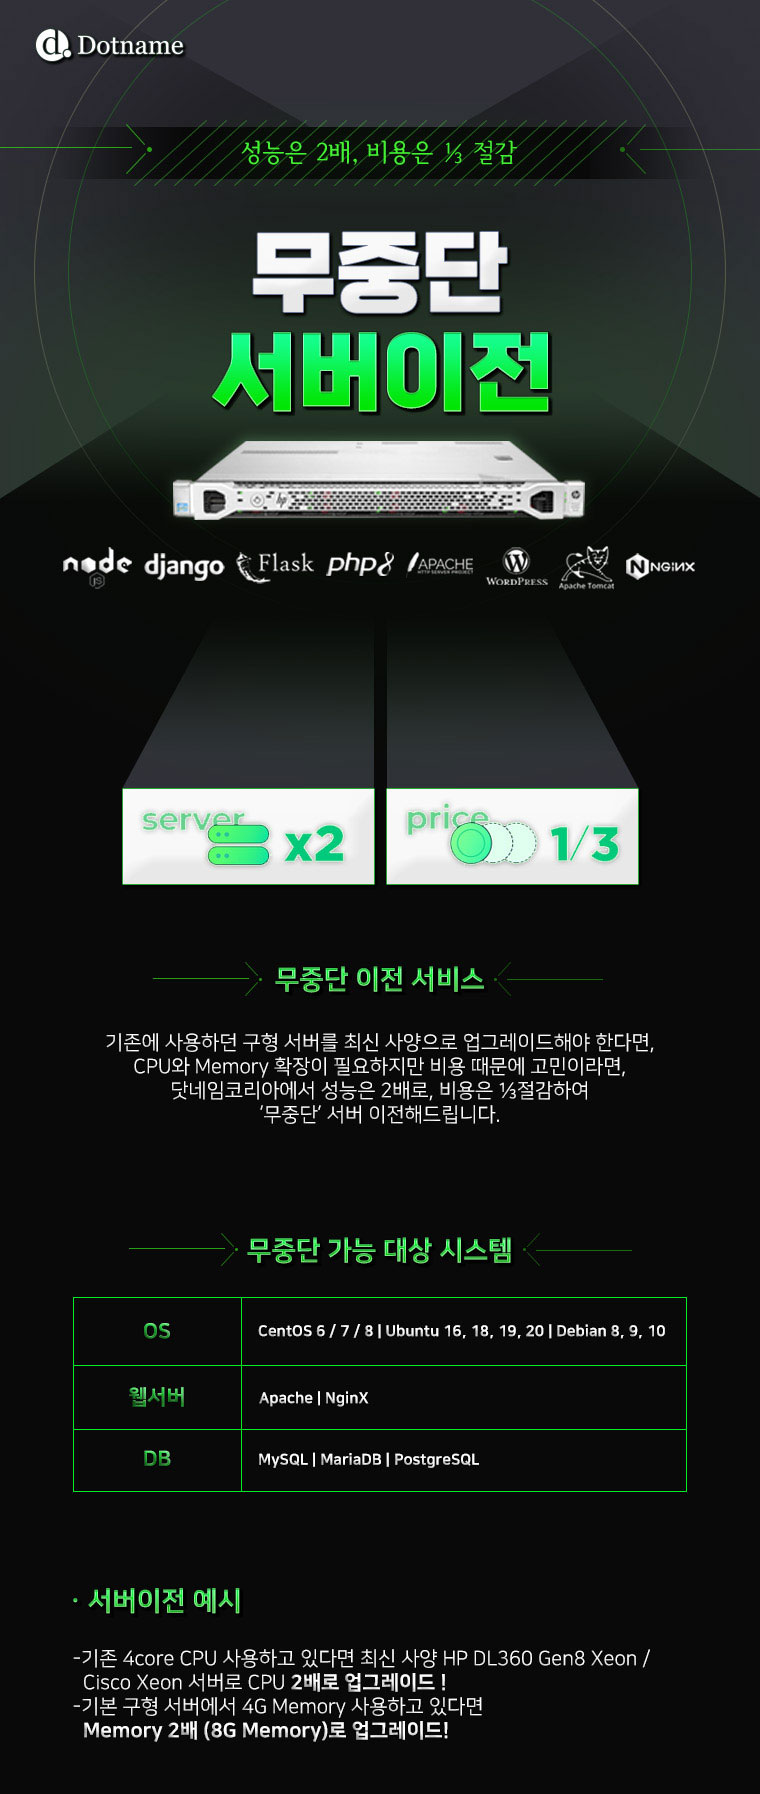 d. Dotname
성능은 2배, 비용은 ⅓ 절감
무중단
서버이전
hp
node
JS
django
Flask
php8
APACHE
HTTP SERVER PROJECT
WORDPRESS
Apache Tomcat
NGINX
server
x2
price
1/3
무중단 이전 서비스
기존에 사용하던 구형 서버를 최신 사양으로 업그레이드해야 한다면,
CPU와 Memory 확장이 필요하지만 비용 때문에 고민이라면,
닷네임코리아에서 성능은 2배로, 비용은 ⅓절감하여
‘무중단’ 서버 이전해드립니다.
무중단 가능 대상 시스템
OS
CentOS 6 / 7 / 8 | Ubuntu 16, 18, 19, 20 | Debian 8, 9, 10
웹서버
Apache | NginX
DB
MySQL | MariaDB | PostgreSQL
· 서버이전 예시
-기존 4core CPU 사용하고 있다면 최신 사양 HP DL360 Gen8 Xeon /
Cisco Xeon 서버로 CPU 2배로 업그레이드 !
-기본 구형 서버에서 4G Memory 사용하고 있다면
Memory 2배 (8G Memory)로 업그레이드!